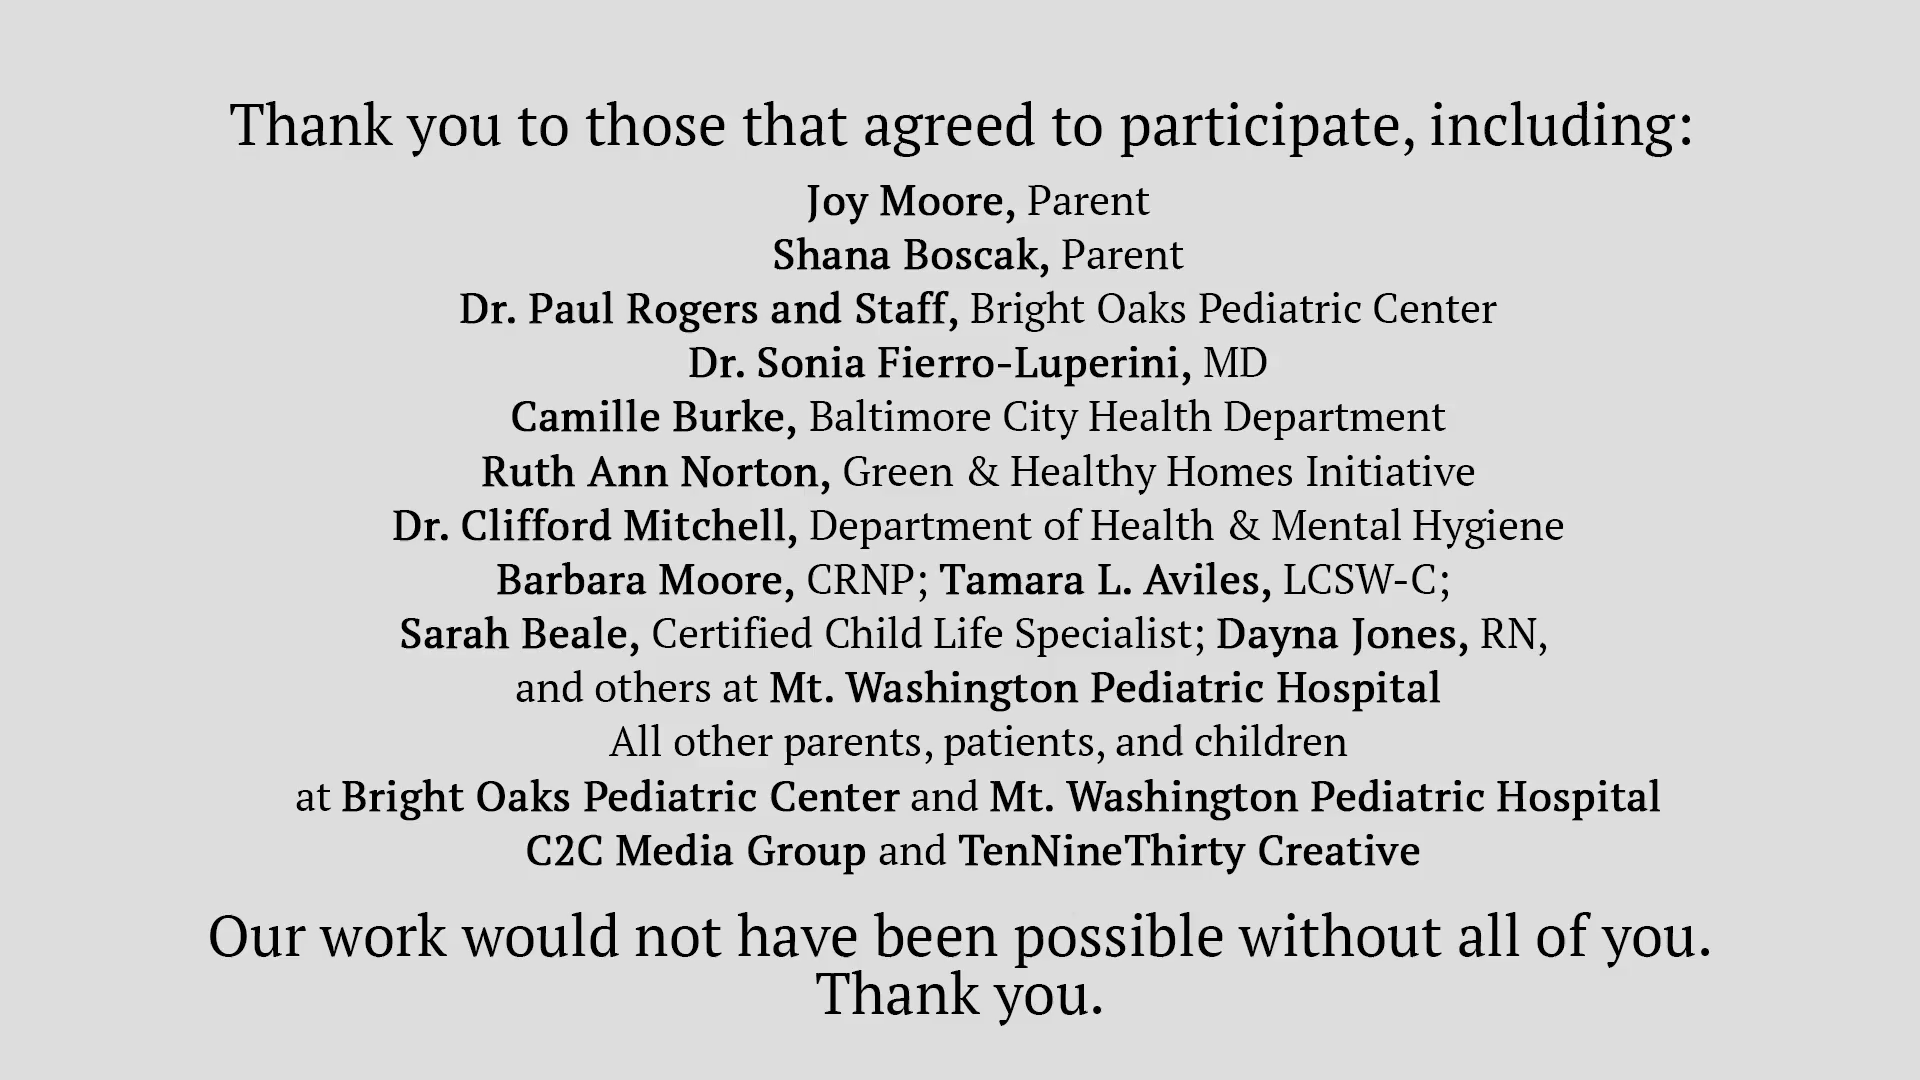 Thank you to those that agreed to participate, including:
Joy Moore, Parent
Shana Boscak, Parent
Dr. Paul Rogers and Staff, Bright Oaks Pediatric Center
Dr. Sonia Fierro-Luperini, MD
Camille Burke, Baltimore City Health Department
Ruth Ann Norton, Green & Healthy Homes Initiative
Dr. Clifford Mitchell, Department of Health & Mental Hygiene
Barbara Moore, CRNP; Tamara L. Aviles, LCSW-C;
Sarah Beale, Certified Child Life Specialist; Dayna Jones, RN,
and others at Mt. Washington Pediatric Hospital
All other parents, patients, and children
at Bright Oaks Pediatric Center and Mt. Washington Pediatric Hospital
C2C Media Group and TenNineThirty Creative
Our work would not have been possible without all of you.
Thank you.